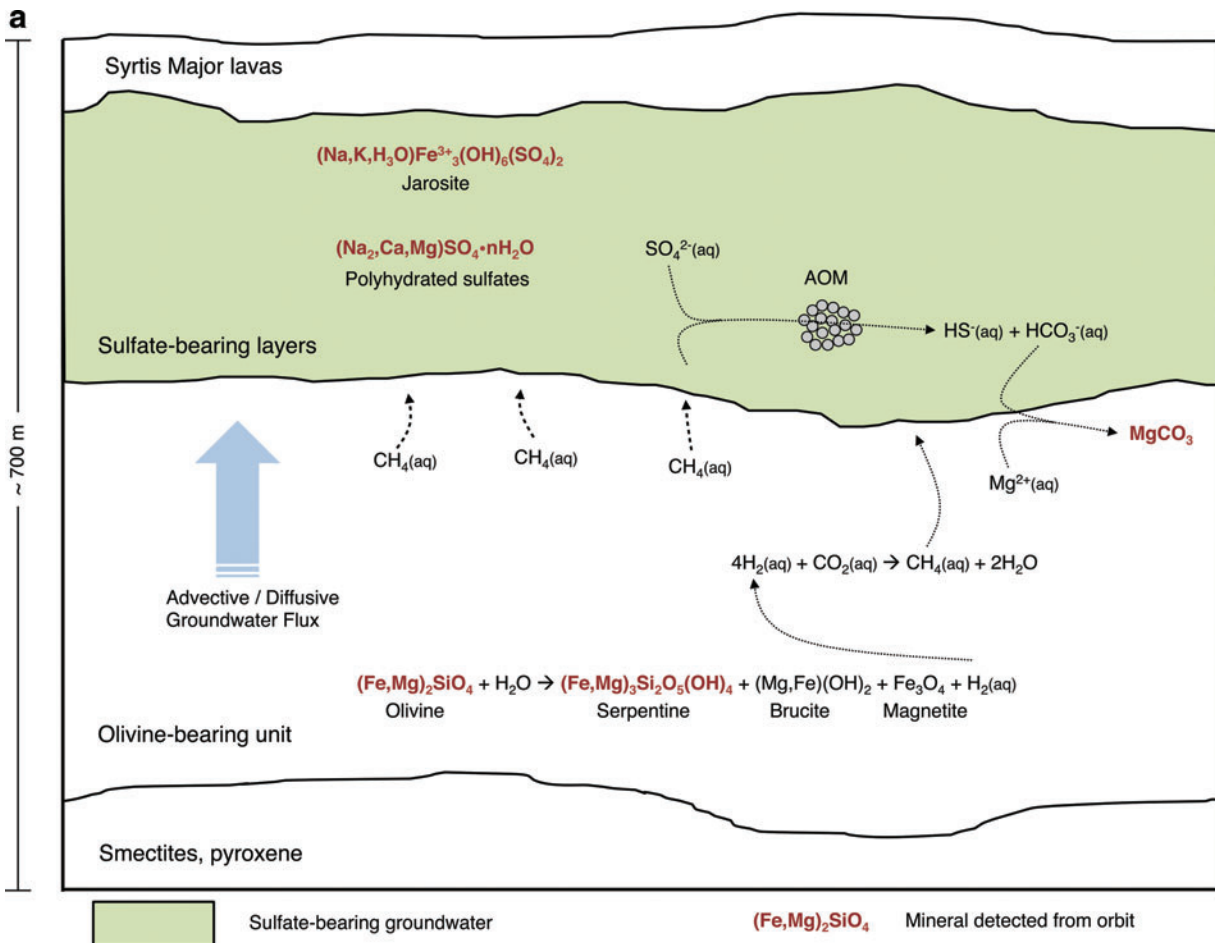 a
Syrtis Major lavas
(Na,K,H₃O)Fe³⁺₃(OH)₆(SO₄)₂
Jarosite
(Na₂,Ca,Mg)SO₄•nH₂O
Polyhydrated sulfates
SO₄²⁻(aq)
AOM
HS⁻(aq) + HCO₃⁻(aq)
Sulfate-bearing layers
~ 700 m
CH₄(aq)
CH₄(aq)
CH₄(aq)
MgCO₃
Mg²⁺(aq)
4H₂(aq) + CO₂(aq) → CH₄(aq) + 2H₂O
Advective / Diffusive
Groundwater Flux
(Fe,Mg)₂SiO₄ + H₂O → (Fe,Mg)₃Si₂O₅(OH)₄ + (Mg,Fe)(OH)₂ + Fe₃O₄ + H₂(aq)
Olivine Serpentine Brucite Magnetite
Olivine-bearing unit
Smectites, pyroxene
Sulfate-bearing groundwater
(Fe,Mg)₂SiO₄ Mineral detected from orbit